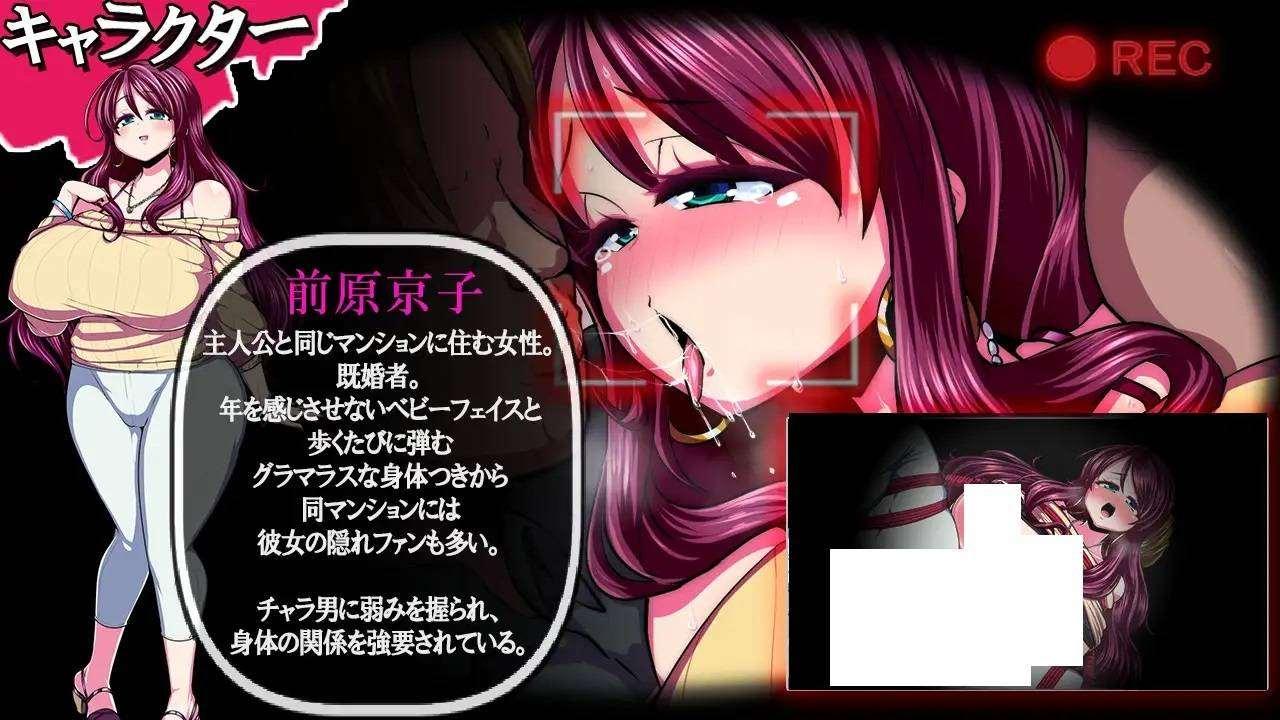 キャラクター
REC
前原京子
主人公と同じマンションに住む女性。
既婚者。
年を感じさせないベビーフェイスと
歩くたびに弾む
グラマラスな身体つきから
同マンションには
彼女の隠れファンも多い。
チャラ男に弱みを握られ、
身体の関係を強要されている。